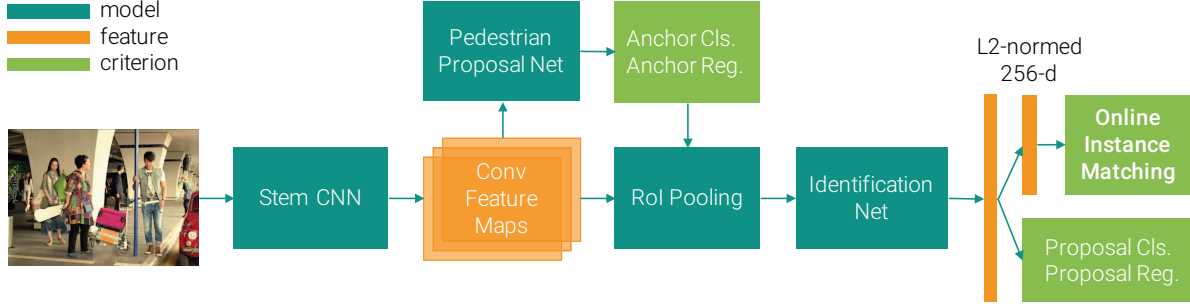 model
feature
criterion
Pedestrian
Proposal Net
Anchor Cls.
Anchor Reg.
L2-normed
256-d
Stem CNN
Conv
Feature
Maps
RoI Pooling
Identification
Net
Online
Instance
Matching
Proposal Cls.
Proposal Reg.